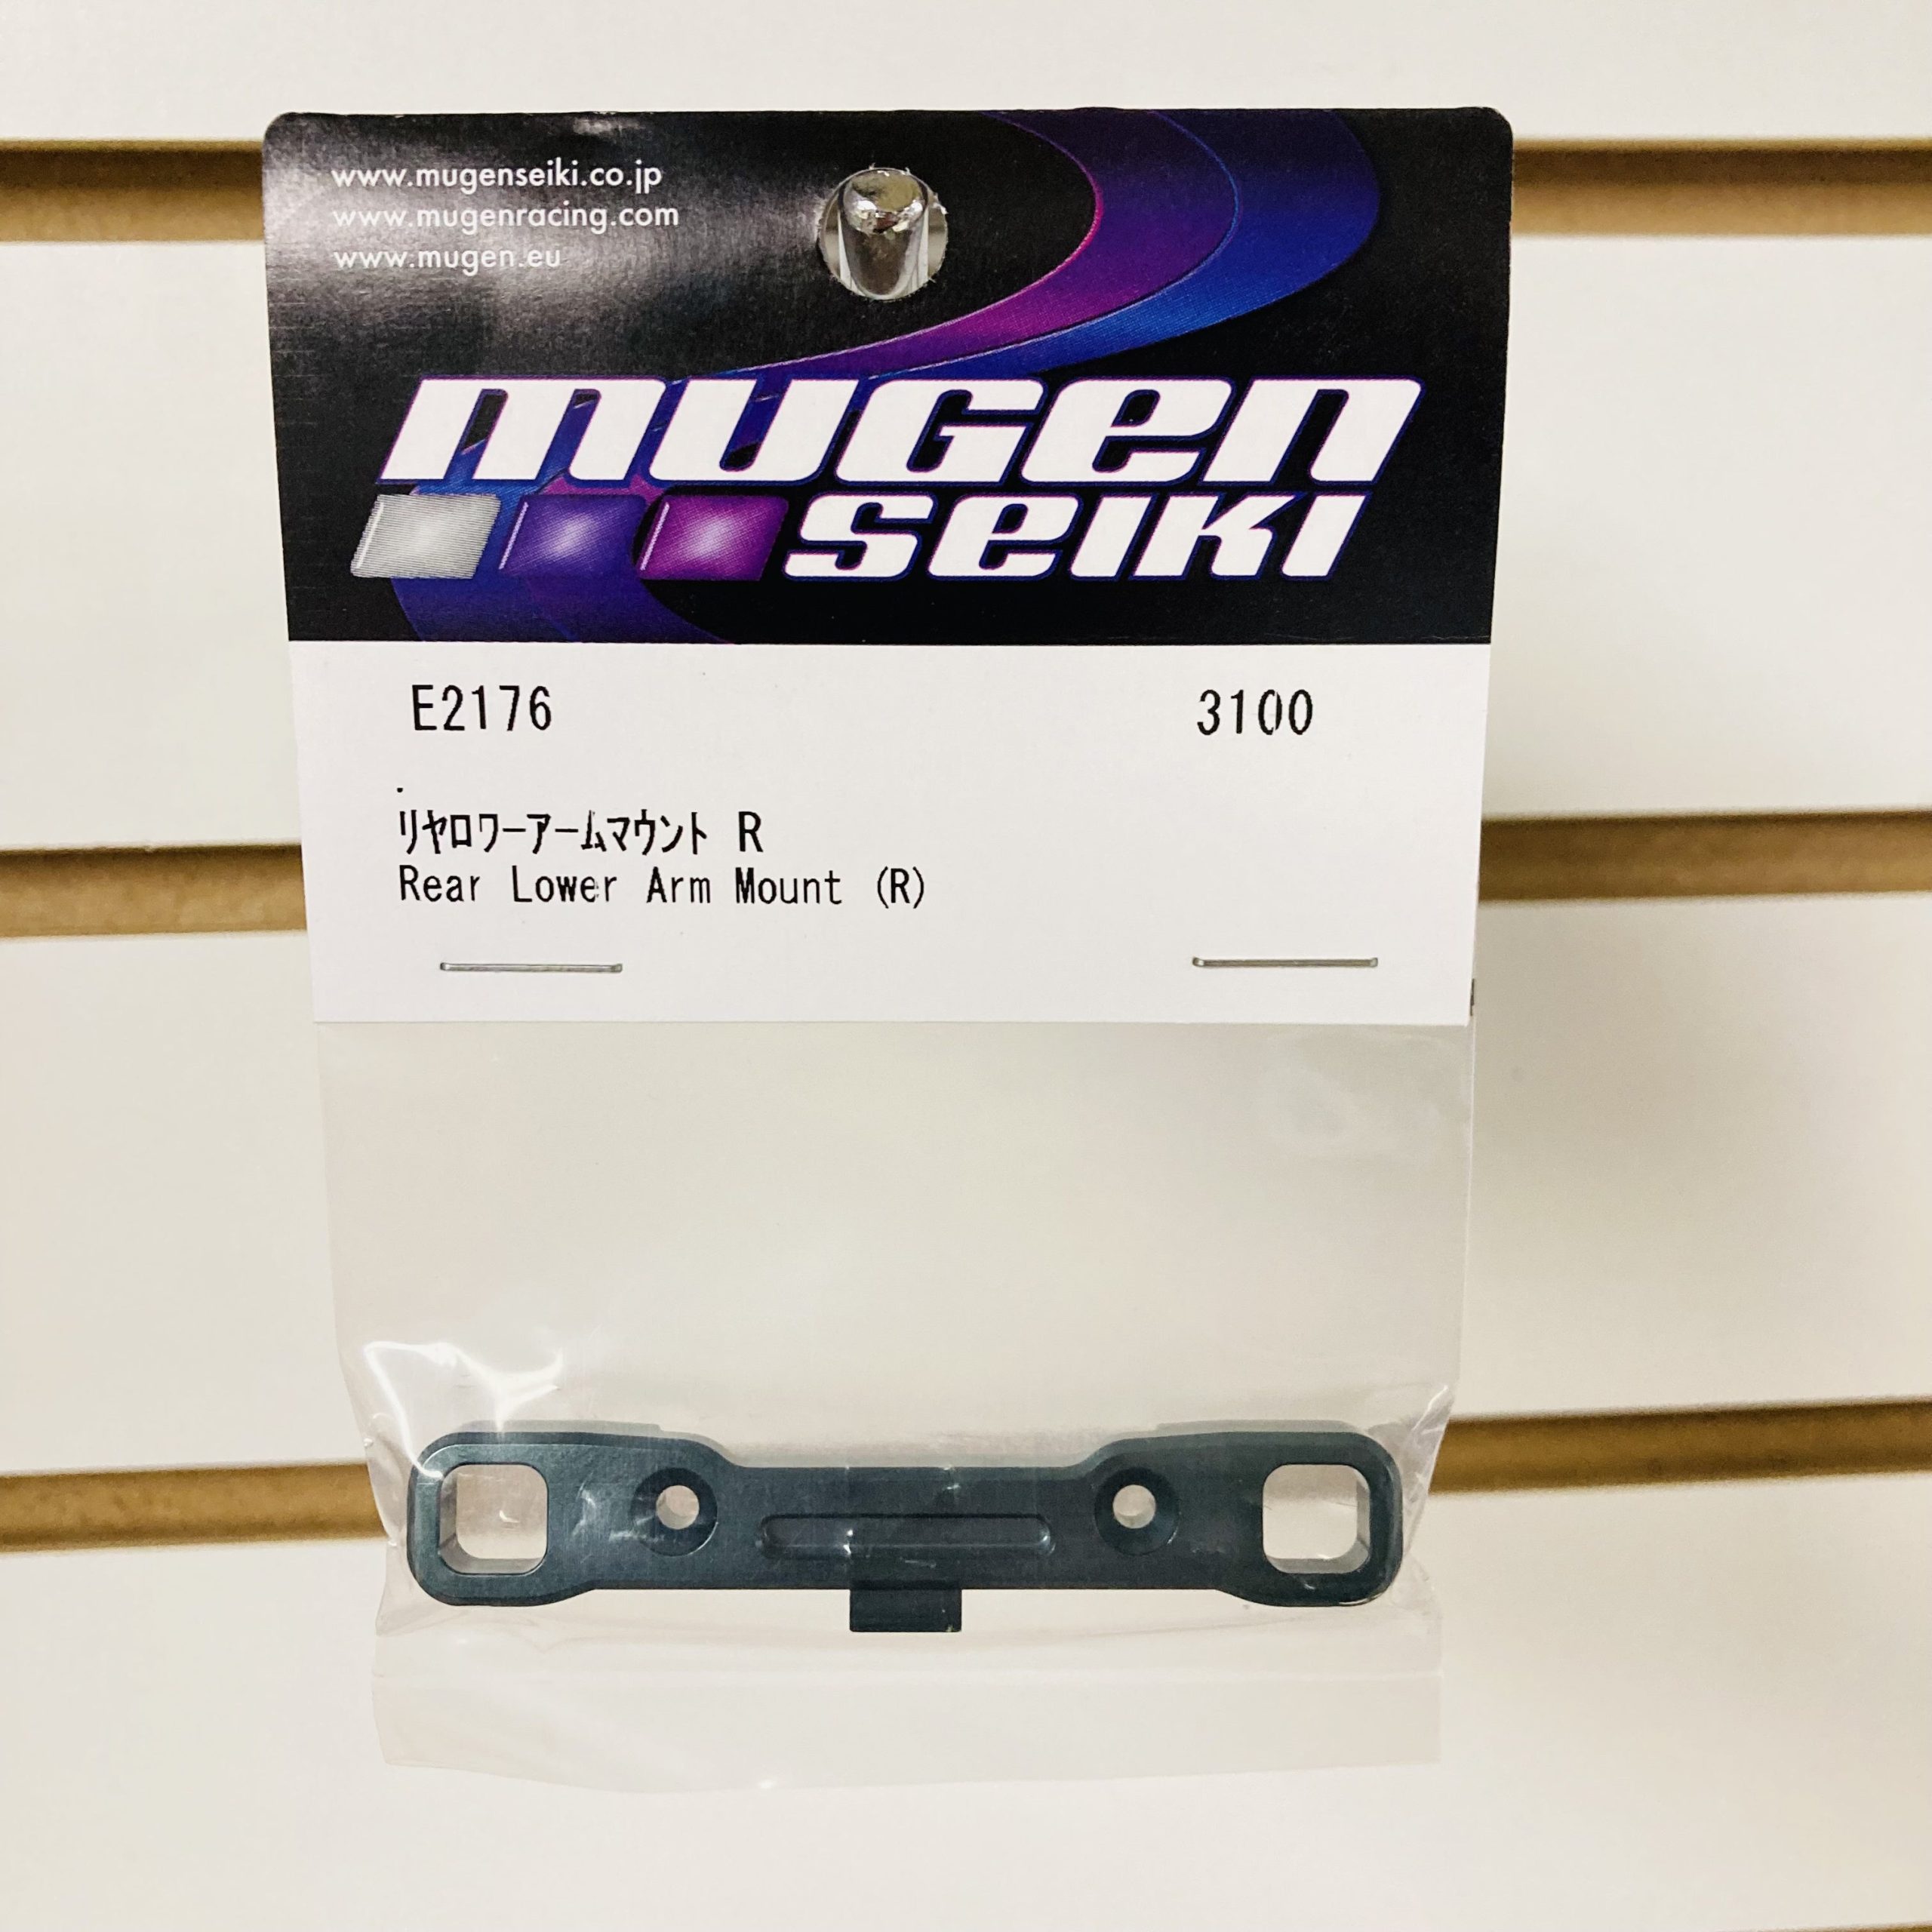 www.mugenseiki.co.jp
www.mugenracing.com
www.mugen.eu
mugen
seiki
E2176 3100
リヤロワーアームマウント R
Rear Lower Arm Mount (R)